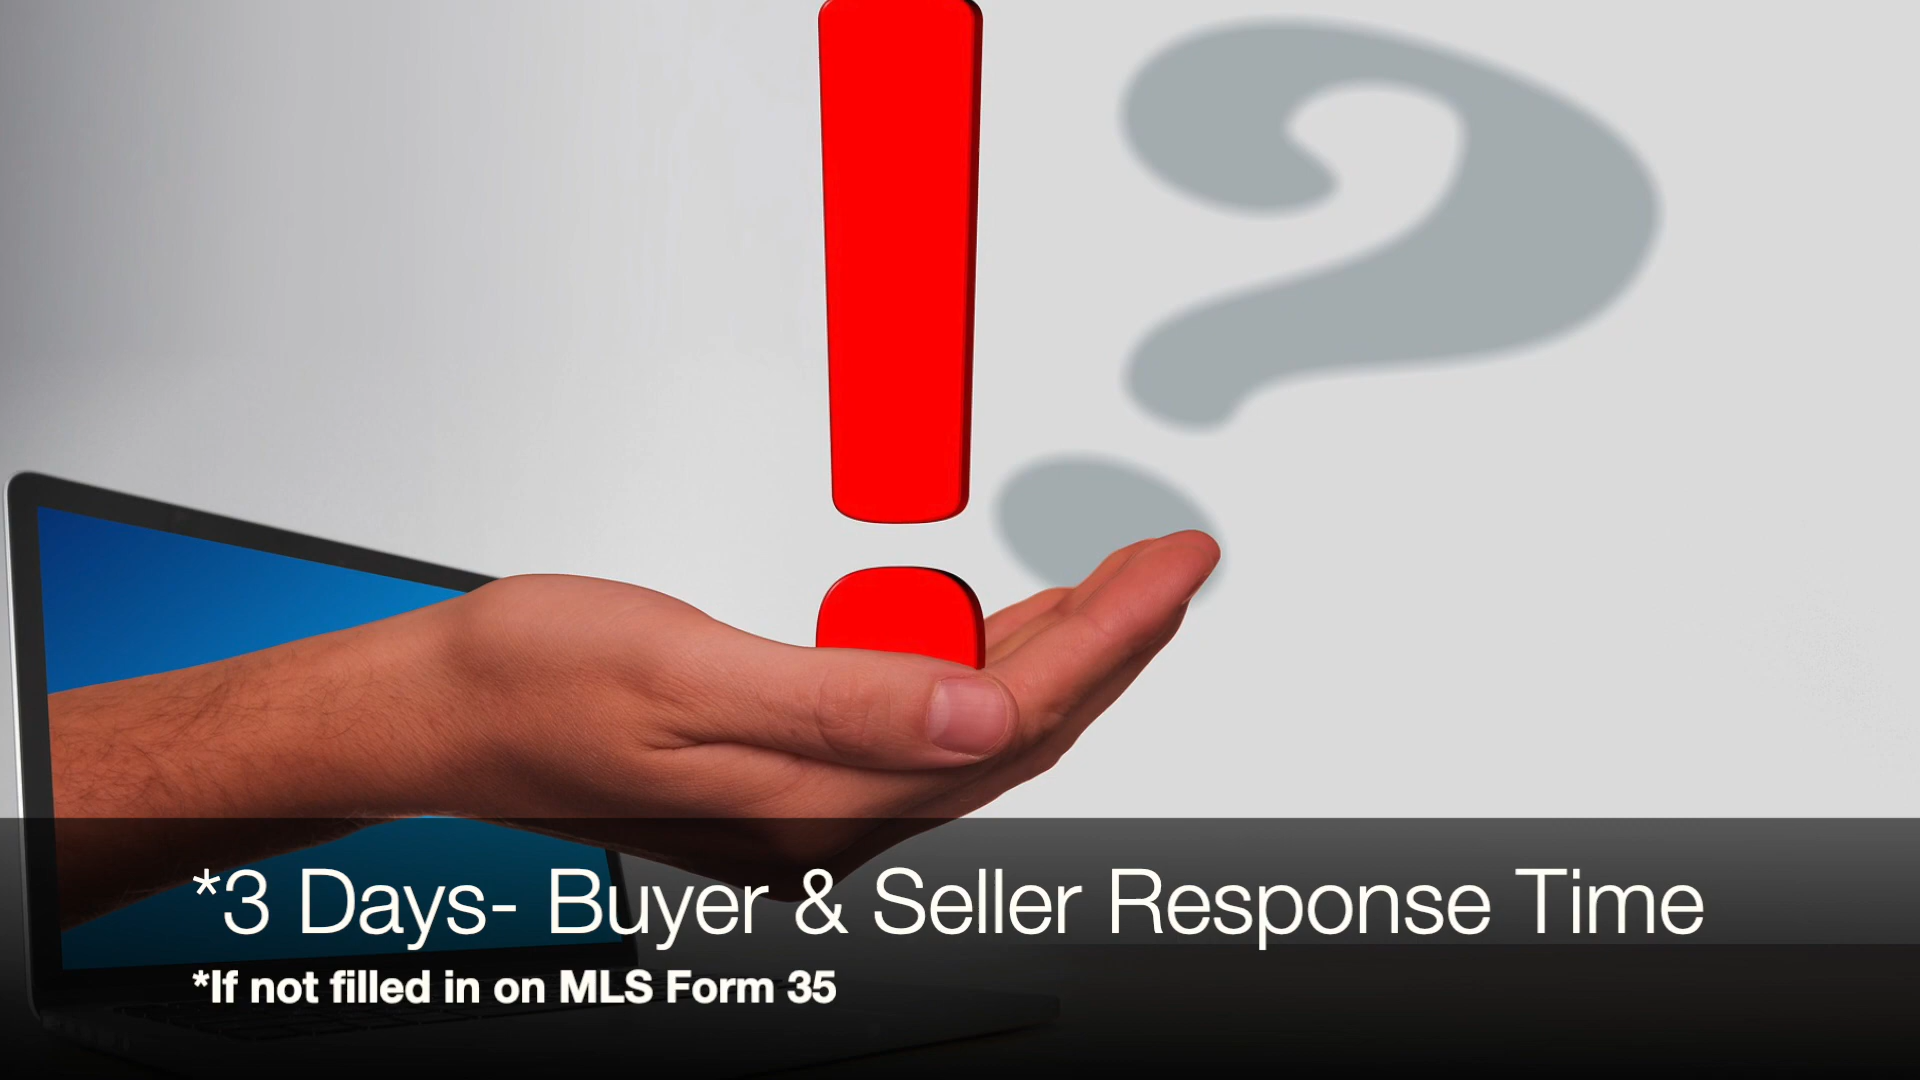 *3 Days- Buyer & Seller Response Time
*If not filled in on MLS Form 35